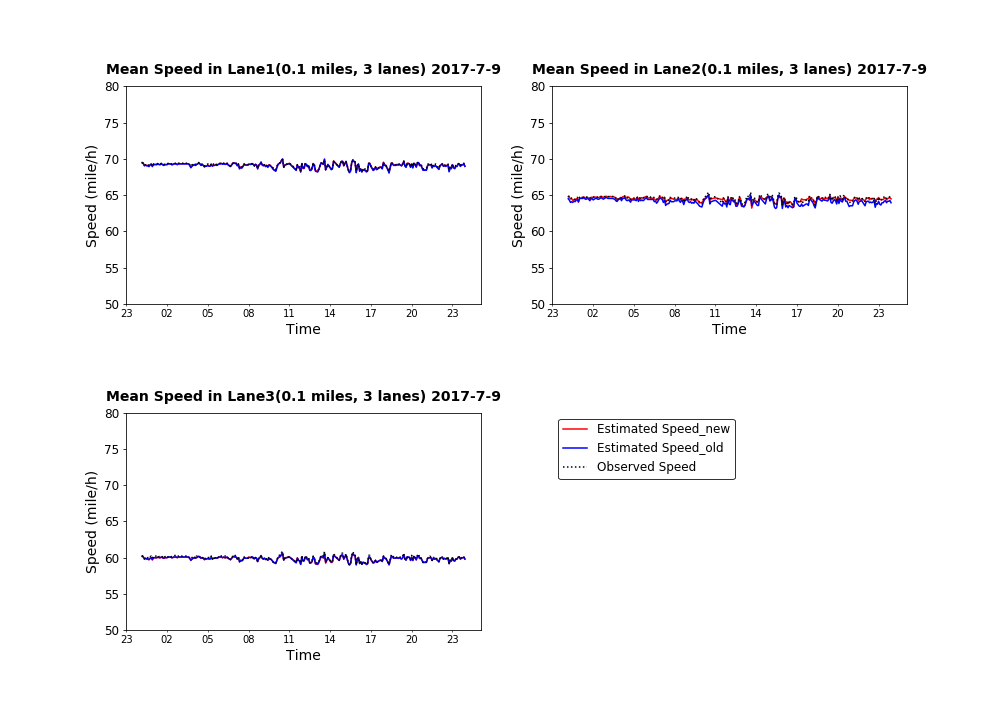 Mean Speed in Lane1(0.1 miles, 3 lanes) 2017-7-9
80
75
70
65
60
55
50
Speed (mile/h)
23 02 05 08 11 14 17 20 23
Time
Mean Speed in Lane2(0.1 miles, 3 lanes) 2017-7-9
80
75
70
65
60
55
50
Speed (mile/h)
23 02 05 08 11 14 17 20 23
Time
Mean Speed in Lane3(0.1 miles, 3 lanes) 2017-7-9
80
75
70
65
60
55
50
Speed (mile/h)
23 02 05 08 11 14 17 20 23
Time
Estimated Speed_new
Estimated Speed_old
Observed Speed